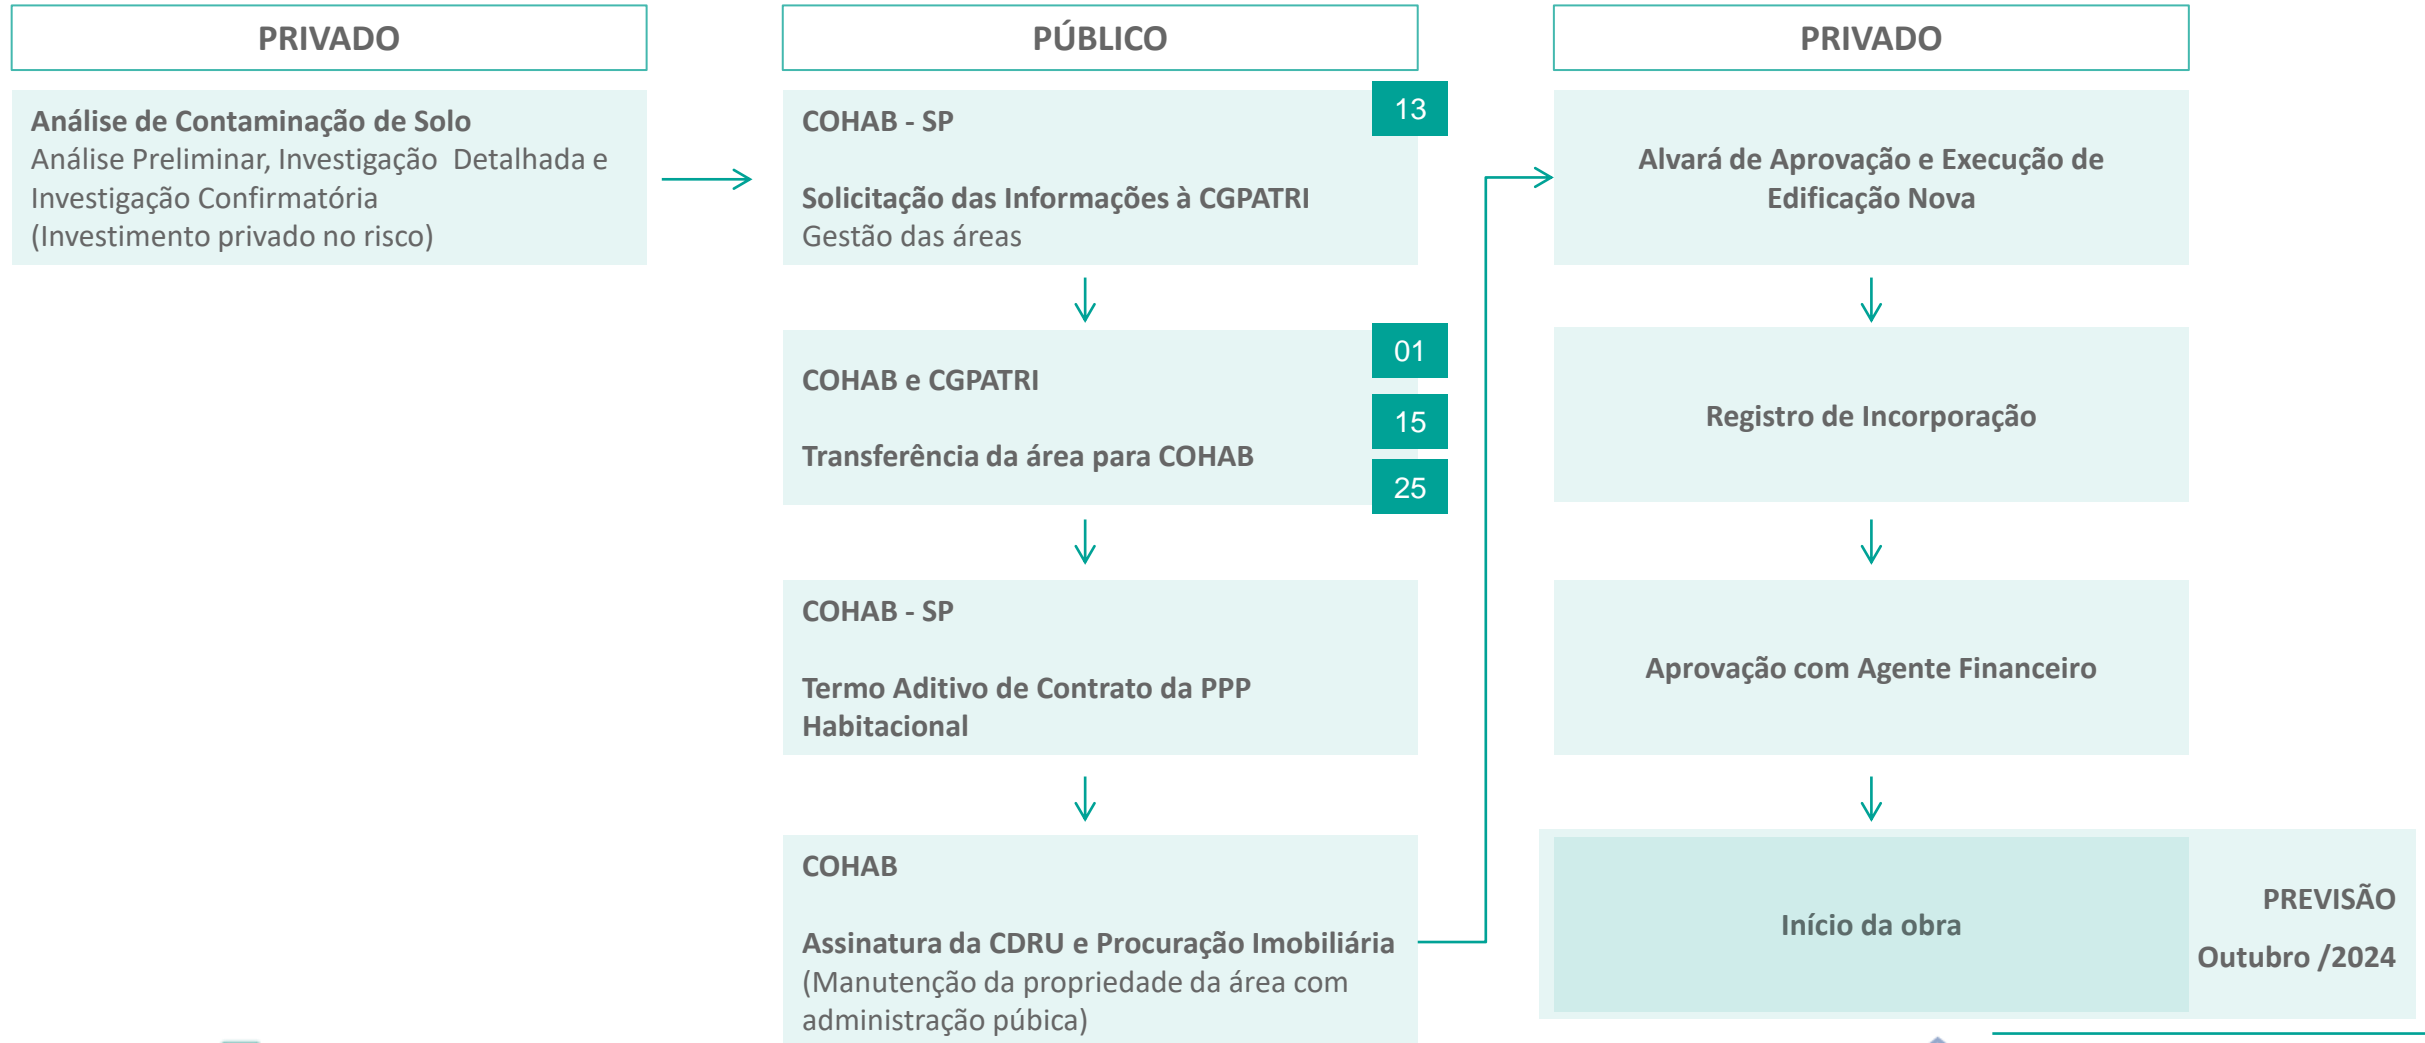 PRIVADO
Análise de Contaminação de Solo
Análise Preliminar, Investigação Detalhada e
Investigação Confirmatória
(Investimento privado no risco)
PÚBLICO
13
COHAB - SP
Solicitação das Informações à CGPATRI
Gestão das áreas
01
COHAB e CGPATRI
15
Transferência da área para COHAB
25
COHAB - SP
Termo Aditivo de Contrato da PPP
Habitacional
COHAB
Assinatura da CDRU e Procuração Imobiliária
(Manutenção da propriedade da área com
administração púbica)
PRIVADO
Alvará de Aprovação e Execução de
Edificação Nova
Registro de Incorporação
Aprovação com Agente Financeiro
Início da obra
PREVISÃO
Outubro /2024